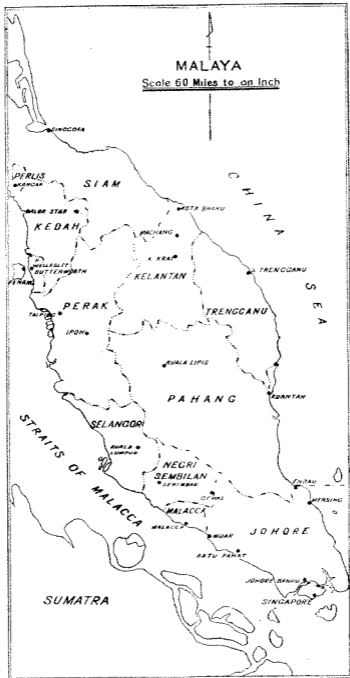 MALAYA
Scale 60 Miles to an Inch
SINGGORA
PERLIS
KANGAR
SIAM
ALOR STAR
KEDAH
KOTA BHARU
MACHANG
K. KRAI
KELANTAN
CHINA SEA
BUTTERWORTH
PENANG
TRENGGANU
TAIPING
PERAK
IPOH
TRENGGANU
KUALA LIPIS
PAHANG
KUANTAN
SELANGOR
KUALA
LUMPUR
STRAITS OF MALACCA
NEGRI
SEMBILAN
SEREMBAN
GEMAS
ENDAU
MERSING
MALACCA
MALACCA
MUAR
JOHORE
BATU PAHAT
JOHORE BAHRU
SINGAPORE
SUMATRA